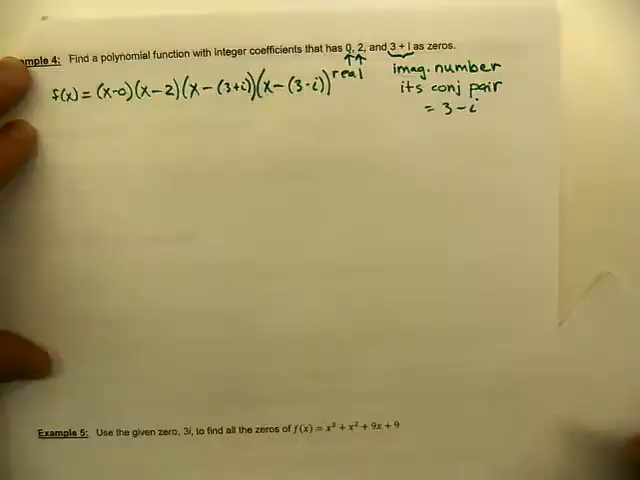 ample 4: Find a polynomial function with integer coefficients that has 0, 2, and 3 + i as zeros.
real
imag. number
its conj pair
= 3 - i
f(x) = (x-0)(x-2)(x-(3+i))(x-(3-i))
Example 5: Use the given zero, 3i, to find all the zeros of f(x) = x³ + x² + 9x + 9